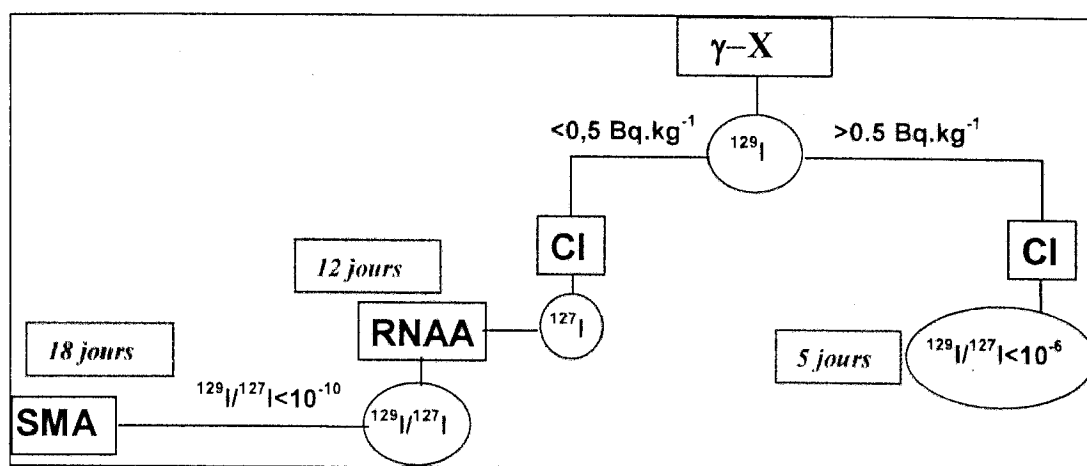 γ–X
<0,5 Bq.kg⁻¹
¹²⁹I
>0.5 Bq.kg⁻¹
CI
CI
12 jours
RNAA
¹²⁷I
18 jours
5 jours
¹²⁹I/¹²⁷I<10⁻⁶
¹²⁹I/¹²⁷I<10⁻¹⁰
SMA
¹²⁹I/¹²⁷I